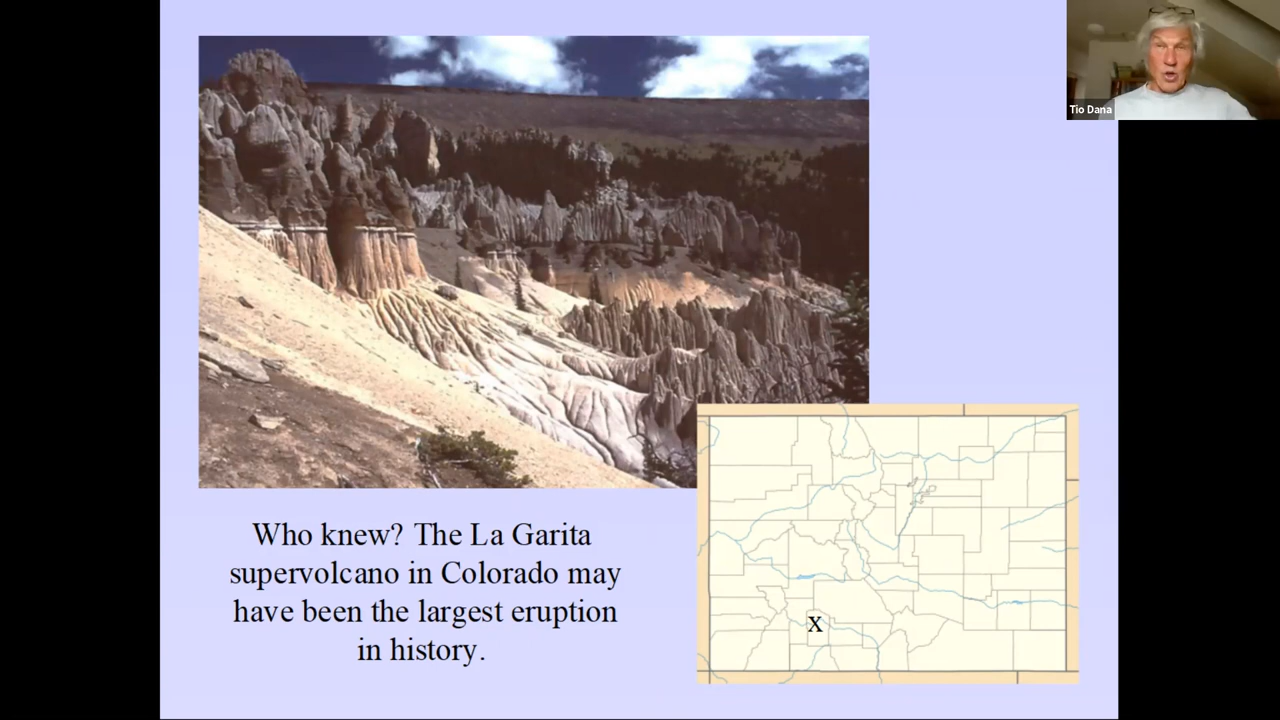 Tio Dana
Who knew? The La Garita
supervolcano in Colorado may
have been the largest eruption
in history.
X